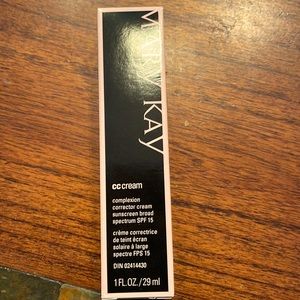 MARY KAY
cc cream
complexion
corrector cream
sunscreen broad
spectrum SPF 15
crème correctrice
de teint écran
solaire à large
spectre FPS 15
DIN 02414430
1 FL.OZ./29 ml